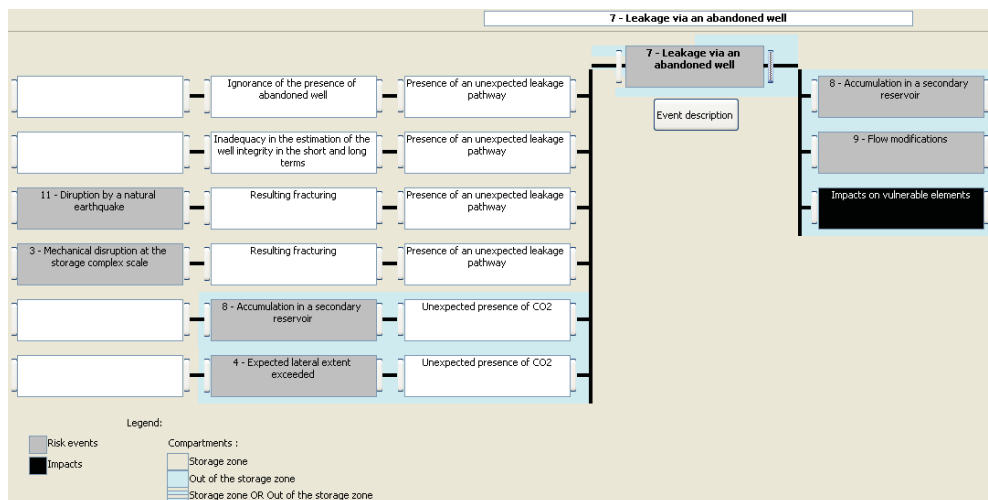 7 - Leakage via an abandoned well
7 - Leakage via an
abandoned well
Event description
Ignorance of the presence of
abandoned well
Presence of an unexpected leakage
pathway
8 - Accumulation in a secondary
reservoir
Inadequacy in the estimation of the
well integrity in the short and long
terms
Presence of an unexpected leakage
pathway
9 - Flow modifications
11 - Diruption by a natural
earthquake
Resulting fracturing
Presence of an unexpected leakage
pathway
Impacts on vulnerable elements
3 - Mechanical disruption at the
storage complex scale
Resulting fracturing
Presence of an unexpected leakage
pathway
8 - Accumulation in a secondary
reservoir
Unexpected presence of CO2
4 - Expected lateral extent
exceeded
Unexpected presence of CO2
Legend:
Risk events
Impacts
Compartments :
Storage zone
Out of the storage zone
Storage zone OR Out of the storage zone